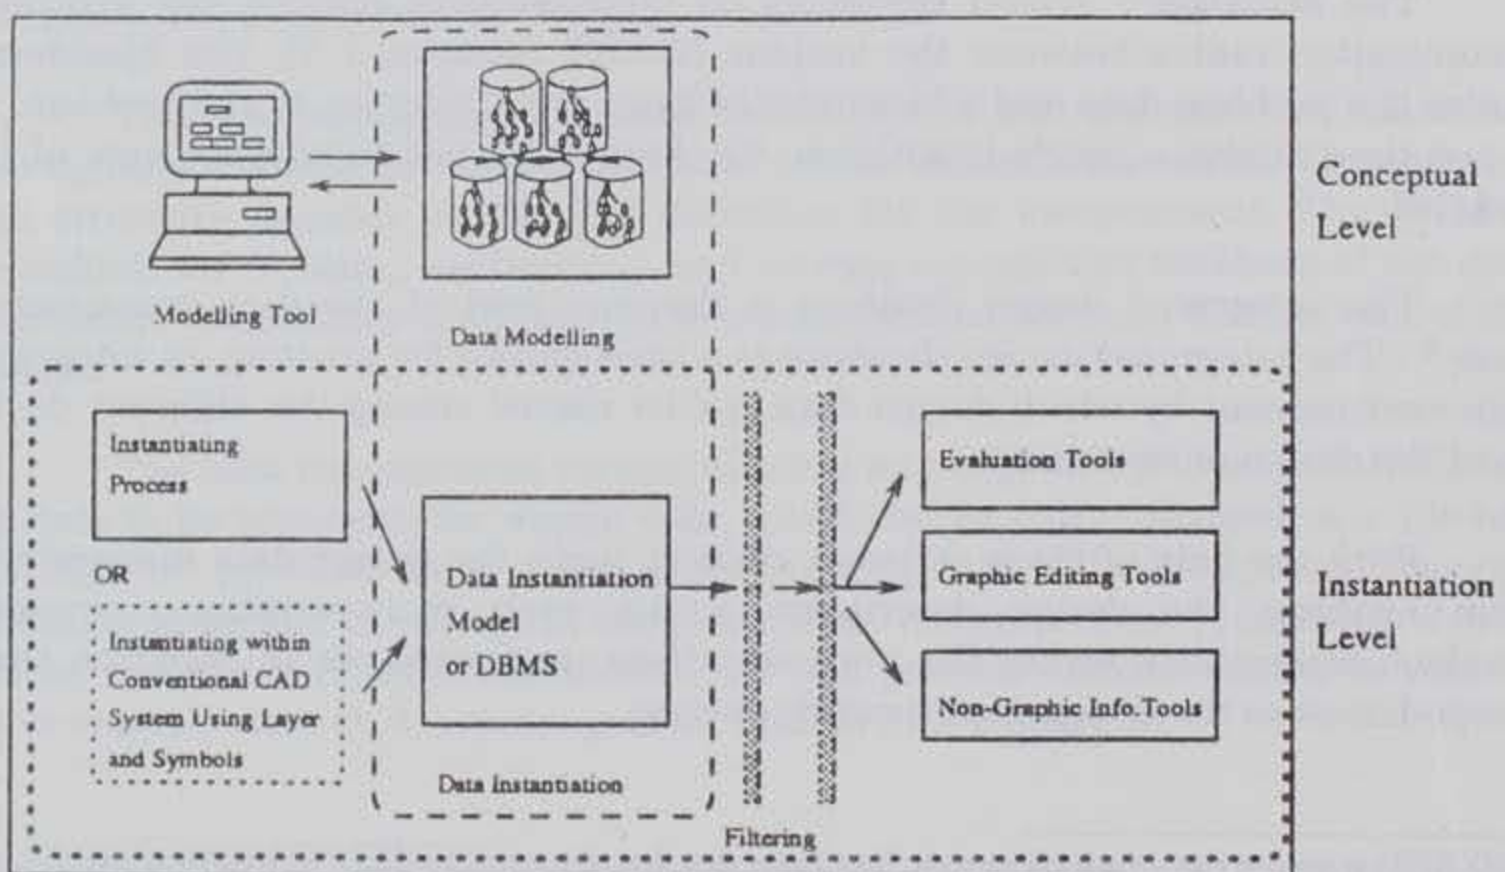 Conceptual
Level
Modelling Tool
Data Modelling
Instantiating
Process
OR
Instantiating within
Conventional CAD
System Using Layer
and Symbols
Data Instantiation
Model
or DBMS
Data Instantiation
Filtering
Evaluation Tools
Graphic Editing Tools
Non-Graphic Info.Tools
Instantiation
Level